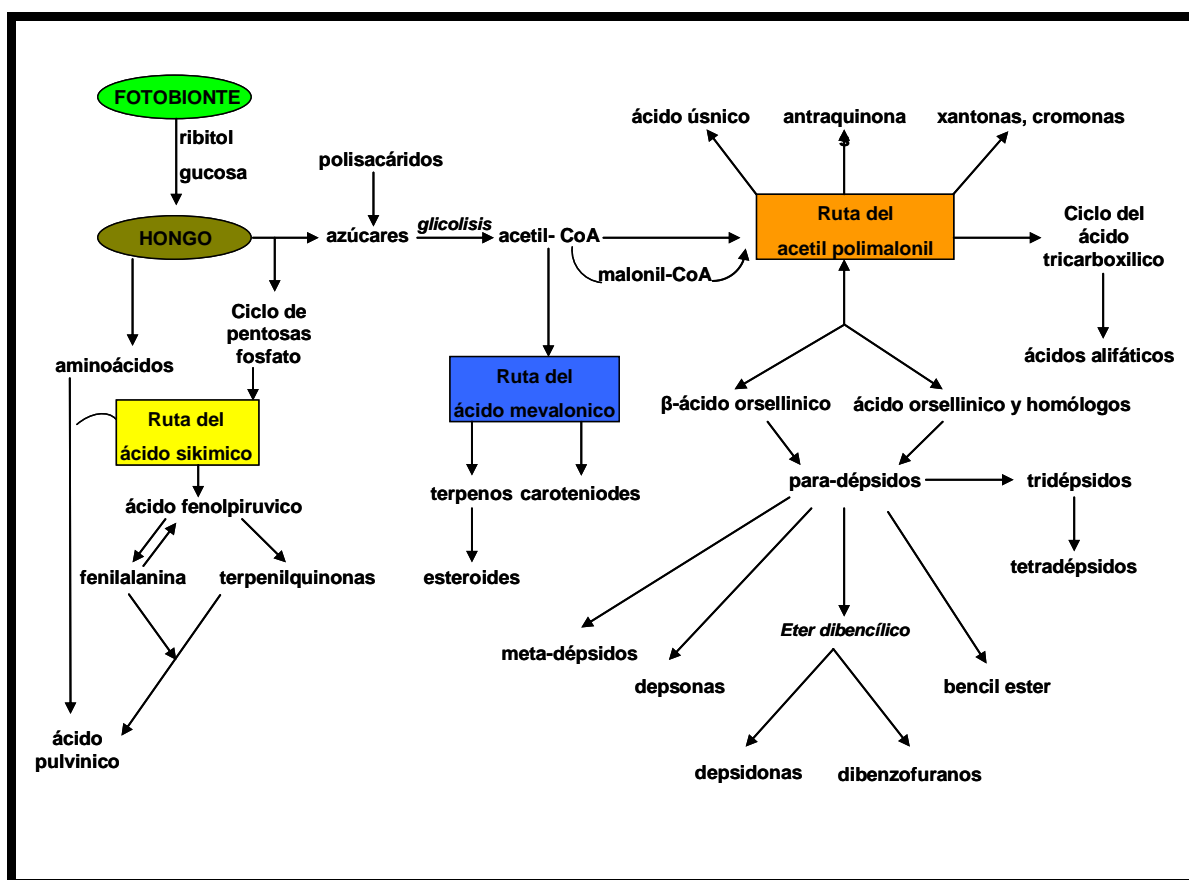 FOTOBIONTE
ribitol
gucosa
HONGO
polisacáridos
azúcares
glicolisis
acetil- CoA
malonil-CoA
ácido úsnico
antraquinona
s
xantonas, cromonas
Ruta del
acetil polimalonil
Ciclo del
ácido
tricarboxilico
ácidos alifáticos
Ciclo de
pentosas
fosfato
aminoácidos
Ruta del
ácido sikimico
ácido fenolpiruvico
fenilalanina
terpenilquinonas
ácido
pulvinico
Ruta del
ácido mevalonico
terpenos
caroteniodes
esteroides
β-ácido orsellinico
ácido orsellinico y homólogos
para-dépsidos
tridépsidos
tetradépsidos
meta-dépsidos
depsonas
Eter dibencílico
bencil ester
depsidonas
dibenzofuranos